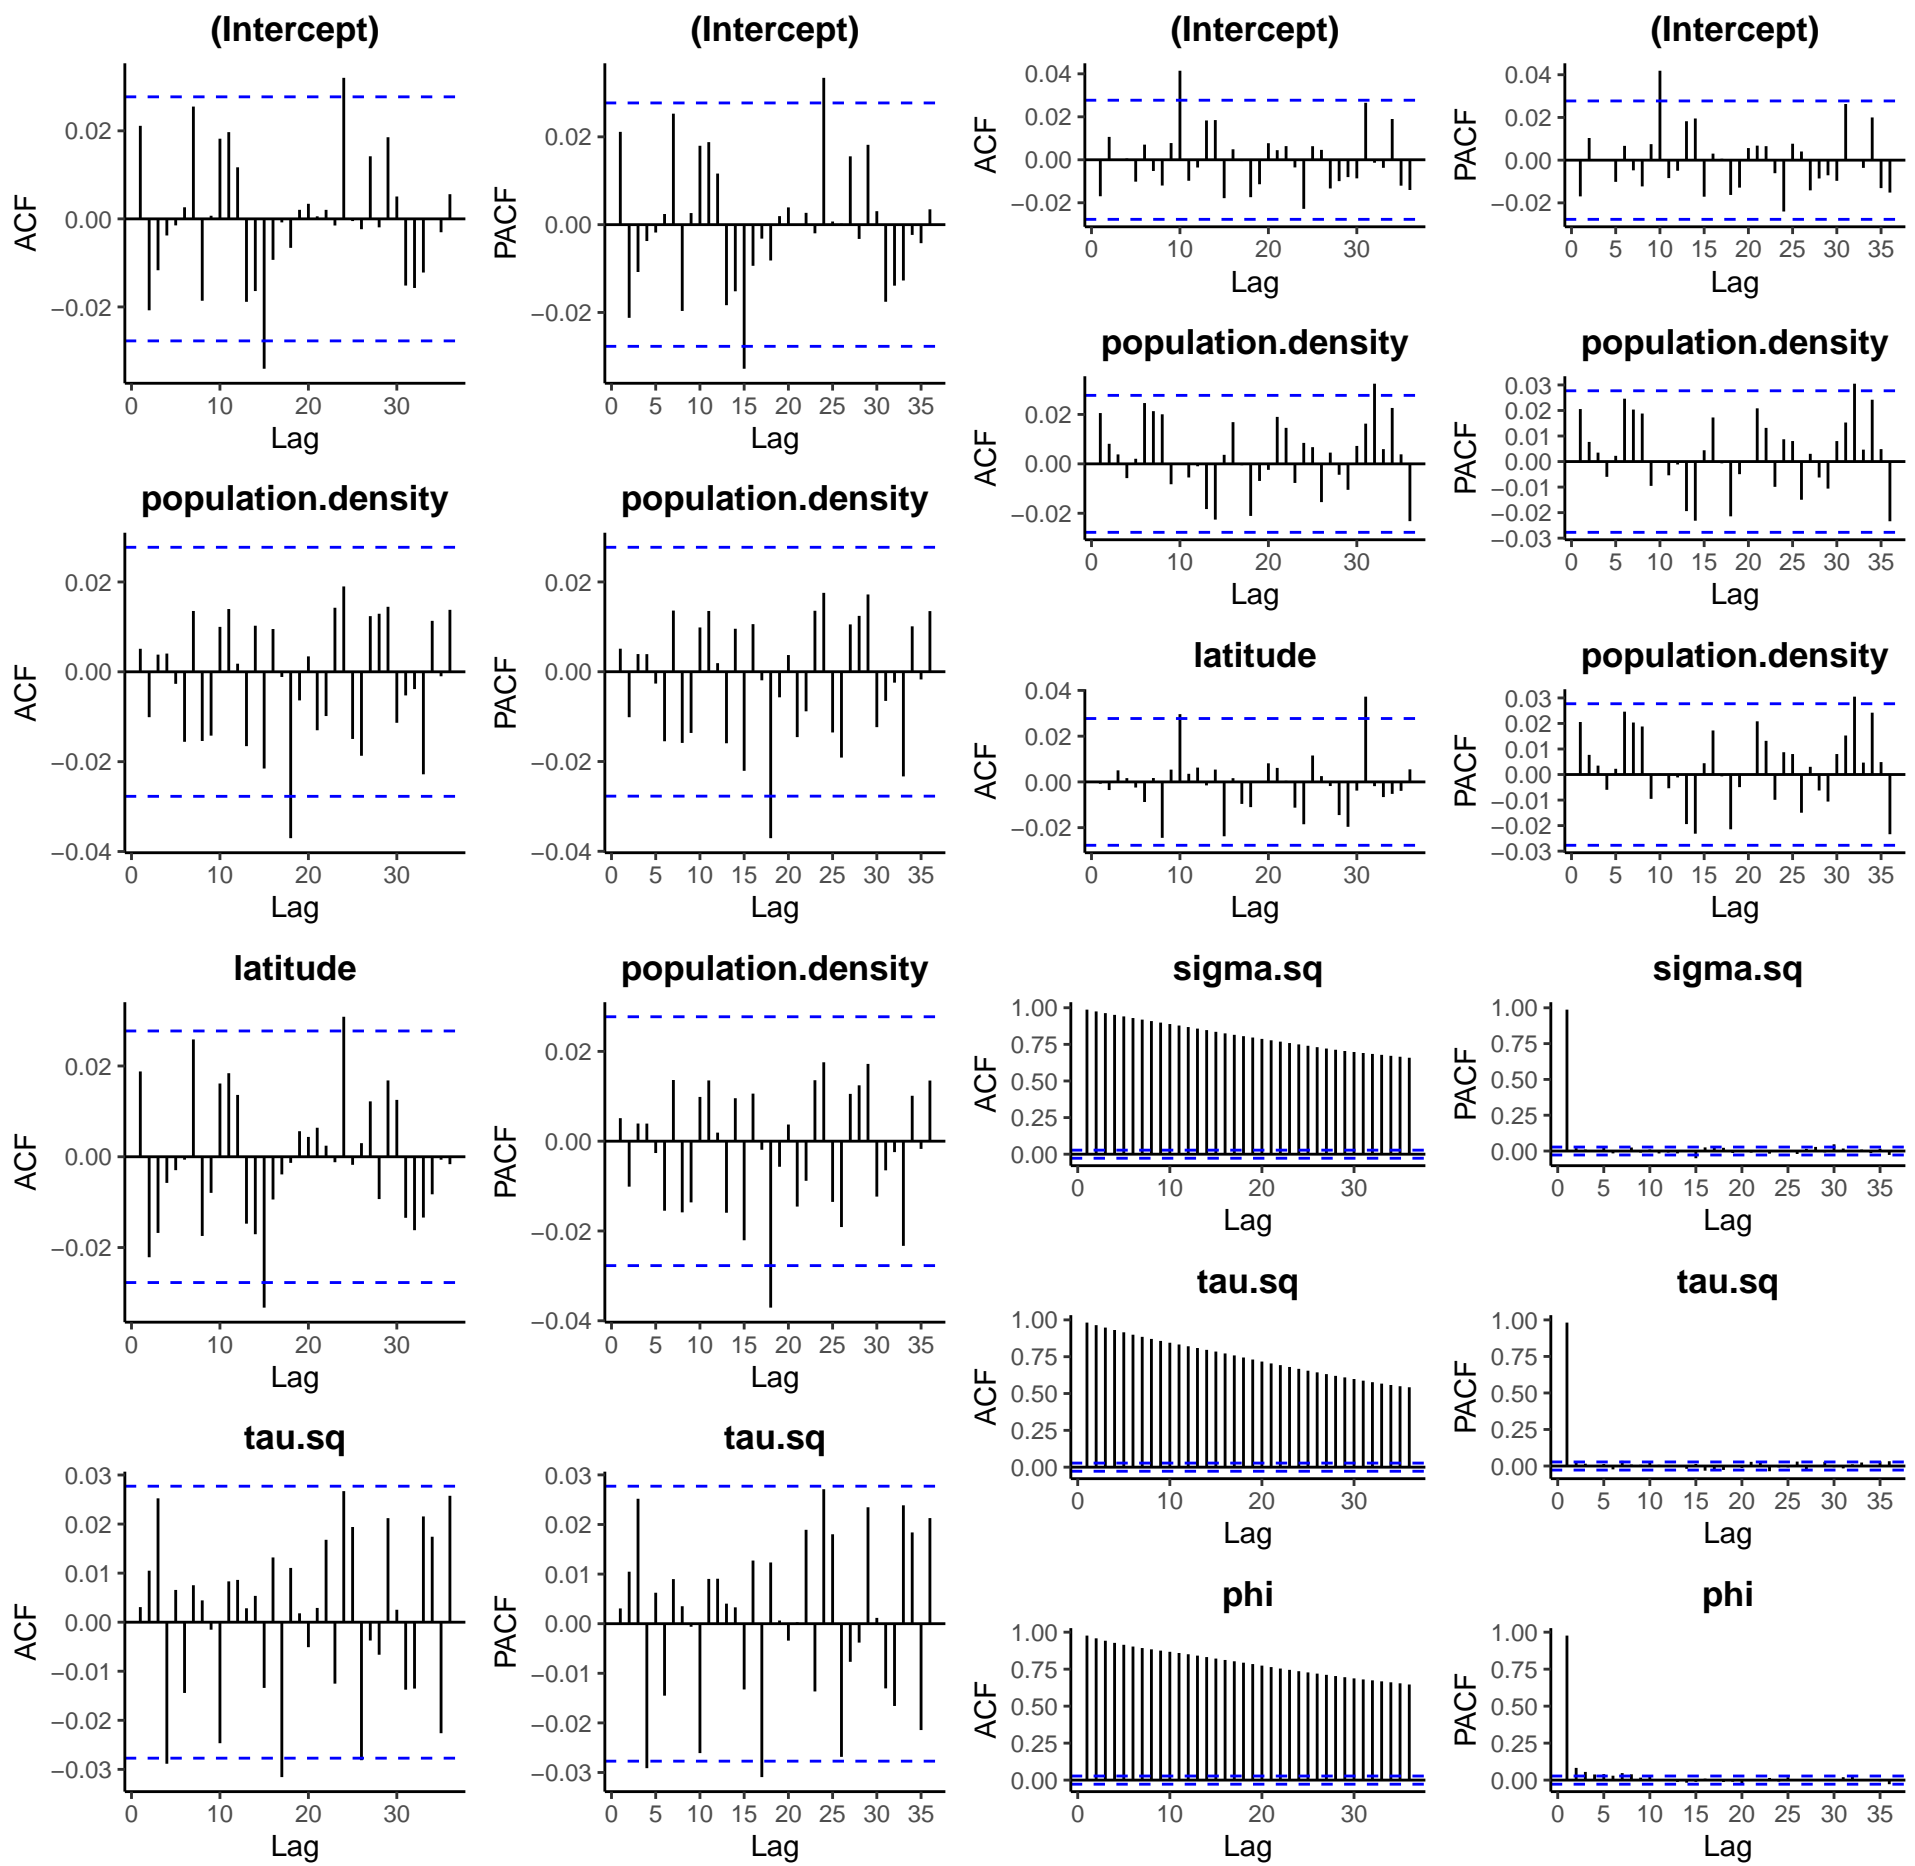 (Intercept)
ACF
0.02
0.00
−0.02
0 10 20 30
Lag
(Intercept)
PACF
0.02
0.00
−0.02
0 5 10 15 20 25 30 35
Lag
population.density
ACF
0.02
0.00
−0.02
−0.04
0 10 20 30
Lag
population.density
PACF
0.02
0.00
−0.02
−0.04
0 5 10 15 20 25 30 35
Lag
latitude
ACF
0.02
0.00
−0.02
0 10 20 30
Lag
population.density
PACF
0.02
0.00
−0.02
−0.04
0 5 10 15 20 25 30 35
Lag
tau.sq
ACF
0.03
0.02
0.01
0.00
−0.01
−0.02
−0.03
0 10 20 30
Lag
tau.sq
PACF
0.03
0.02
0.01
0.00
−0.01
−0.02
−0.03
0 5 10 15 20 25 30 35
Lag
(Intercept)
ACF
0.04
0.02
0.00
−0.02
0 10 20 30
Lag
(Intercept)
PACF
0.04
0.02
0.00
−0.02
0 5 10 15 20 25 30 35
Lag
population.density
ACF
0.02
0.00
−0.02
0 10 20 30
Lag
population.density
PACF
0.03
0.02
0.01
0.00
−0.01
−0.02
−0.03
0 5 10 15 20 25 30 35
Lag
latitude
ACF
0.04
0.02
0.00
−0.02
0 10 20 30
Lag
population.density
PACF
0.03
0.02
0.01
0.00
−0.01
−0.02
−0.03
0 5 10 15 20 25 30 35
Lag
sigma.sq
ACF
1.00
0.75
0.50
0.25
0.00
0 10 20 30
Lag
sigma.sq
PACF
1.00
0.75
0.50
0.25
0.00
0 5 10 15 20 25 30 35
Lag
tau.sq
ACF
1.00
0.75
0.50
0.25
0.00
0 10 20 30
Lag
tau.sq
PACF
1.00
0.75
0.50
0.25
0.00
0 5 10 15 20 25 30 35
Lag
phi
ACF
1.00
0.75
0.50
0.25
0.00
0 10 20 30
Lag
phi
PACF
1.00
0.75
0.50
0.25
0.00
0 5 10 15 20 25 30 35
Lag